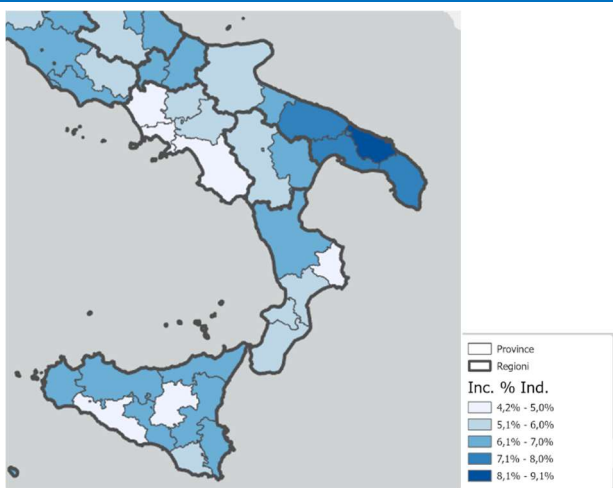 Province
Regioni
Inc. % Ind.
4,2% - 5,0%
5,1% - 6,0%
6,1% - 7,0%
7,1% - 8,0%
8,1% - 9,1%